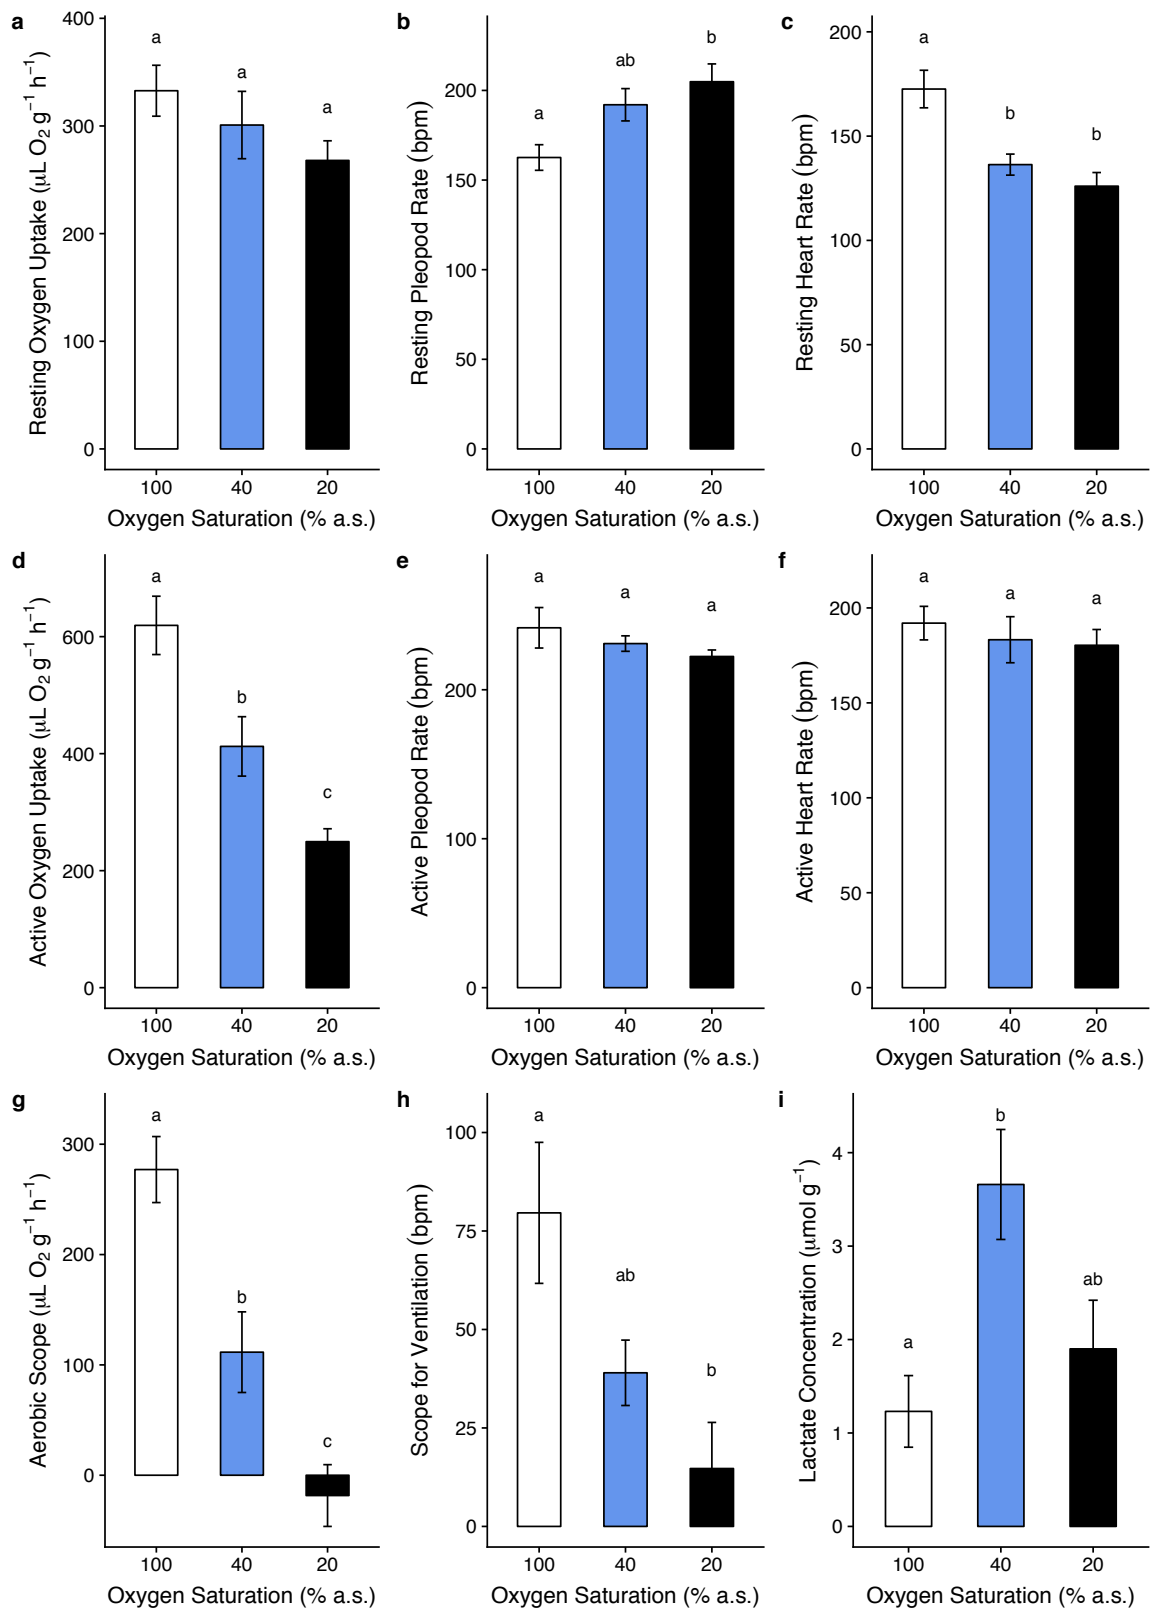 a
Resting Oxygen Uptake (μL O₂ g⁻¹ h⁻¹)
400
300
200
100
0
a
a
a
100 40 20
Oxygen Saturation (% a.s.)
b
Resting Pleopod Rate (bpm)
200
150
100
50
0
a
ab
b
100 40 20
Oxygen Saturation (% a.s.)
c
Resting Heart Rate (bpm)
200
150
100
50
0
a
b
b
100 40 20
Oxygen Saturation (% a.s.)
d
Active Oxygen Uptake (μL O₂ g⁻¹ h⁻¹)
600
400
200
0
a
b
c
100 40 20
Oxygen Saturation (% a.s.)
e
Active Pleopod Rate (bpm)
200
100
0
a
a
a
100 40 20
Oxygen Saturation (% a.s.)
f
Active Heart Rate (bpm)
200
150
100
50
0
a
a
a
100 40 20
Oxygen Saturation (% a.s.)
g
Aerobic Scope (μL O₂ g⁻¹ h⁻¹)
300
200
100
0
a
b
c
100 40 20
Oxygen Saturation (% a.s.)
h
Scope for Ventilation (bpm)
100
75
50
25
0
a
ab
b
100 40 20
Oxygen Saturation (% a.s.)
i
Lactate Concentration (μmol g⁻¹)
4
3
2
1
0
a
b
ab
100 40 20
Oxygen Saturation (% a.s.)